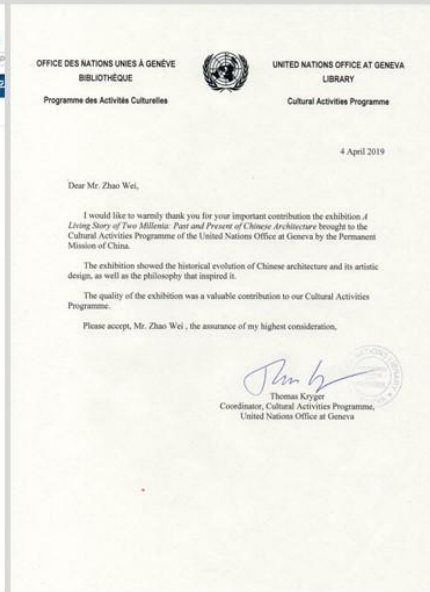 OFFICE DES NATIONS UNIES À GENÈVE
BIBLIOTHÈQUE
Programme des Activités Culturelles
UNITED NATIONS OFFICE AT GENEVA
LIBRARY
Cultural Activities Programme
4 April 2019
Dear Mr. Zhao Wei,
I would like to warmly thank you for your important contribution the exhibition A
Living Story of Two Millenia: Past and Present of Chinese Architecture brought to the
Cultural Activities Programme of the United Nations Office at Geneva by the Permanent
Mission of China.
The exhibition showed the historical evolution of Chinese architecture and its artistic
design, as well as the philosophy that inspired it.
The quality of the exhibition was a valuable contribution to our Cultural Activities
Programme.
Please accept, Mr. Zhao Wei , the assurance of my highest consideration,
Thomas Kryger
Coordinator, Cultural Activities Programme,
United Nations Office at Geneva